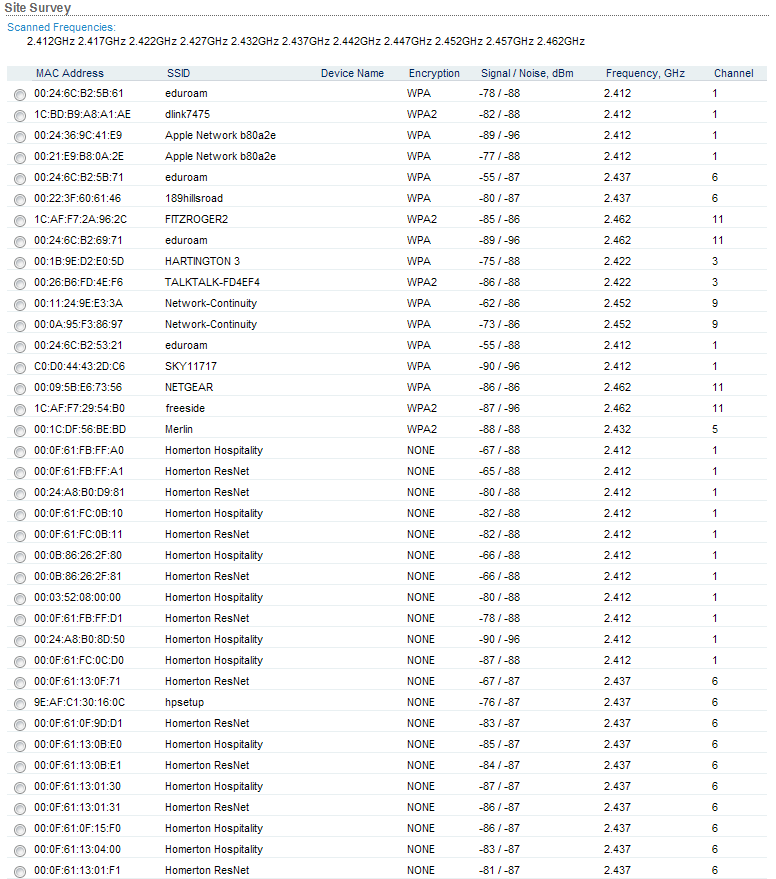 Site Survey
Scanned Frequencies:
2.412GHz 2.417GHz 2.422GHz 2.427GHz 2.432GHz 2.437GHz 2.442GHz 2.447GHz 2.452GHz 2.457GHz 2.462GHz
MAC Address SSID Device Name Encryption Signal / Noise, dBm Frequency, GHz Channel
00:24:6C:B2:5B:61 eduroam WPA -78 / -88 2.412 1
1C:BD:B9:A8:A1:AE dlink7475 WPA2 -82 / -88 2.412 1
00:24:36:9C:41:E9 Apple Network b80a2e WPA -89 / -96 2.412 1
00:21:E9:B8:0A:2E Apple Network b80a2e WPA -77 / -88 2.412 1
00:24:6C:B2:5B:71 eduroam WPA -55 / -87 2.437 6
00:22:3F:60:61:46 189hillsroad WPA -80 / -87 2.437 6
1C:AF:F7:2A:96:2C FITZROGER2 WPA2 -85 / -86 2.462 11
00:24:6C:B2:69:71 eduroam WPA -89 / -96 2.462 11
00:1B:9E:D2:E0:5D HARTINGTON 3 WPA -75 / -88 2.422 3
00:26:B6:FD:4E:F6 TALKTALK-FD4EF4 WPA2 -86 / -88 2.422 3
00:11:24:9E:E3:3A Network-Continuity WPA -62 / -86 2.452 9
00:0A:95:F3:86:97 Network-Continuity WPA -73 / -86 2.452 9
00:24:6C:B2:53:21 eduroam WPA -55 / -88 2.412 1
C0:D0:44:43:2D:C6 SKY11717 WPA -90 / -96 2.412 1
00:09:5B:E6:73:56 NETGEAR WPA -86 / -86 2.462 11
1C:AF:F7:29:54:B0 freeside WPA2 -87 / -96 2.462 11
00:1C:DF:56:BE:BD Merlin WPA2 -88 / -88 2.432 5
00:0F:61:FB:FF:A0 Homerton Hospitality NONE -67 / -88 2.412 1
00:0F:61:FB:FF:A1 Homerton ResNet NONE -65 / -88 2.412 1
00:24:A8:B0:D9:81 Homerton ResNet NONE -80 / -88 2.412 1
00:0F:61:FC:0B:10 Homerton Hospitality NONE -82 / -88 2.412 1
00:0F:61:FC:0B:11 Homerton ResNet NONE -82 / -88 2.412 1
00:0B:86:26:2F:80 Homerton Hospitality NONE -66 / -88 2.412 1
00:0B:86:26:2F:81 Homerton ResNet NONE -66 / -88 2.412 1
00:03:52:08:00:00 Homerton Hospitality NONE -80 / -88 2.412 1
00:0F:61:FB:FF:D1 Homerton ResNet NONE -78 / -88 2.412 1
00:24:A8:B0:8D:50 Homerton Hospitality NONE -90 / -96 2.412 1
00:0F:61:FC:0C:D0 Homerton Hospitality NONE -87 / -88 2.412 1
00:0F:61:13:0F:71 Homerton ResNet NONE -67 / -87 2.437 6
9E:AF:C1:30:16:0C hpsetup NONE -76 / -87 2.437 6
00:0F:61:0F:9D:D1 Homerton ResNet NONE -83 / -87 2.437 6
00:0F:61:13:0B:E0 Homerton Hospitality NONE -85 / -87 2.437 6
00:0F:61:13:0B:E1 Homerton ResNet NONE -84 / -87 2.437 6
00:0F:61:13:01:30 Homerton Hospitality NONE -87 / -87 2.437 6
00:0F:61:13:01:31 Homerton ResNet NONE -86 / -87 2.437 6
00:0F:61:0F:15:F0 Homerton Hospitality NONE -86 / -87 2.437 6
00:0F:61:13:04:00 Homerton Hospitality NONE -83 / -87 2.437 6
00:0F:61:13:01:F1 Homerton ResNet NONE -81 / -87 2.437 6